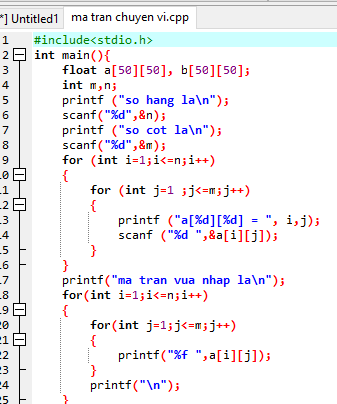 *] Untitled1 ma tran chuyen vi.cpp
1 #include<stdio.h>
2 int main(){
3 float a[50][50], b[50][50];
4 int m,n;
5 printf ("so hang la\n");
6 scanf("%d",&n);
7 printf ("so cot la\n");
8 scanf("%d",&m);
9 for (int i=1;i<=n;i++)
10 {
11 for (int j=1 ;j<=m;j++)
12 {
13 printf ("a[%d][%d] = ", i,j);
14 scanf ("%d ",&a[i][j]);
15 }
16 }
17 printf("ma tran vua nhap la\n");
18 for(int i=1;i<=n;i++)
19 {
20 for(int j=1;j<=m;j++)
21 {
22 printf("%f ",a[i][j]);
23 }
24 printf("\n");
25 }